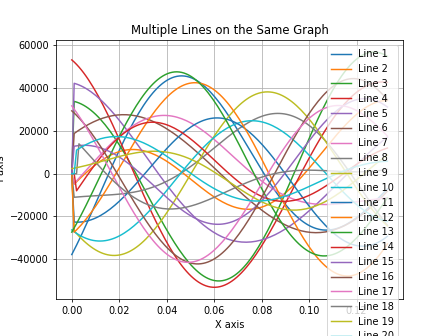 Multiple Lines on the Same Graph
60000
40000
20000
0
−20000
−40000
0.00
0.02
0.04
0.06
0.08
0.10
X axis
Line 1
Line 2
Line 3
Line 4
Line 5
Line 6
Line 7
Line 8
Line 9
Line 10
Line 11
Line 12
Line 13
Line 14
Line 15
Line 16
Line 17
Line 18
Line 19
Line 20